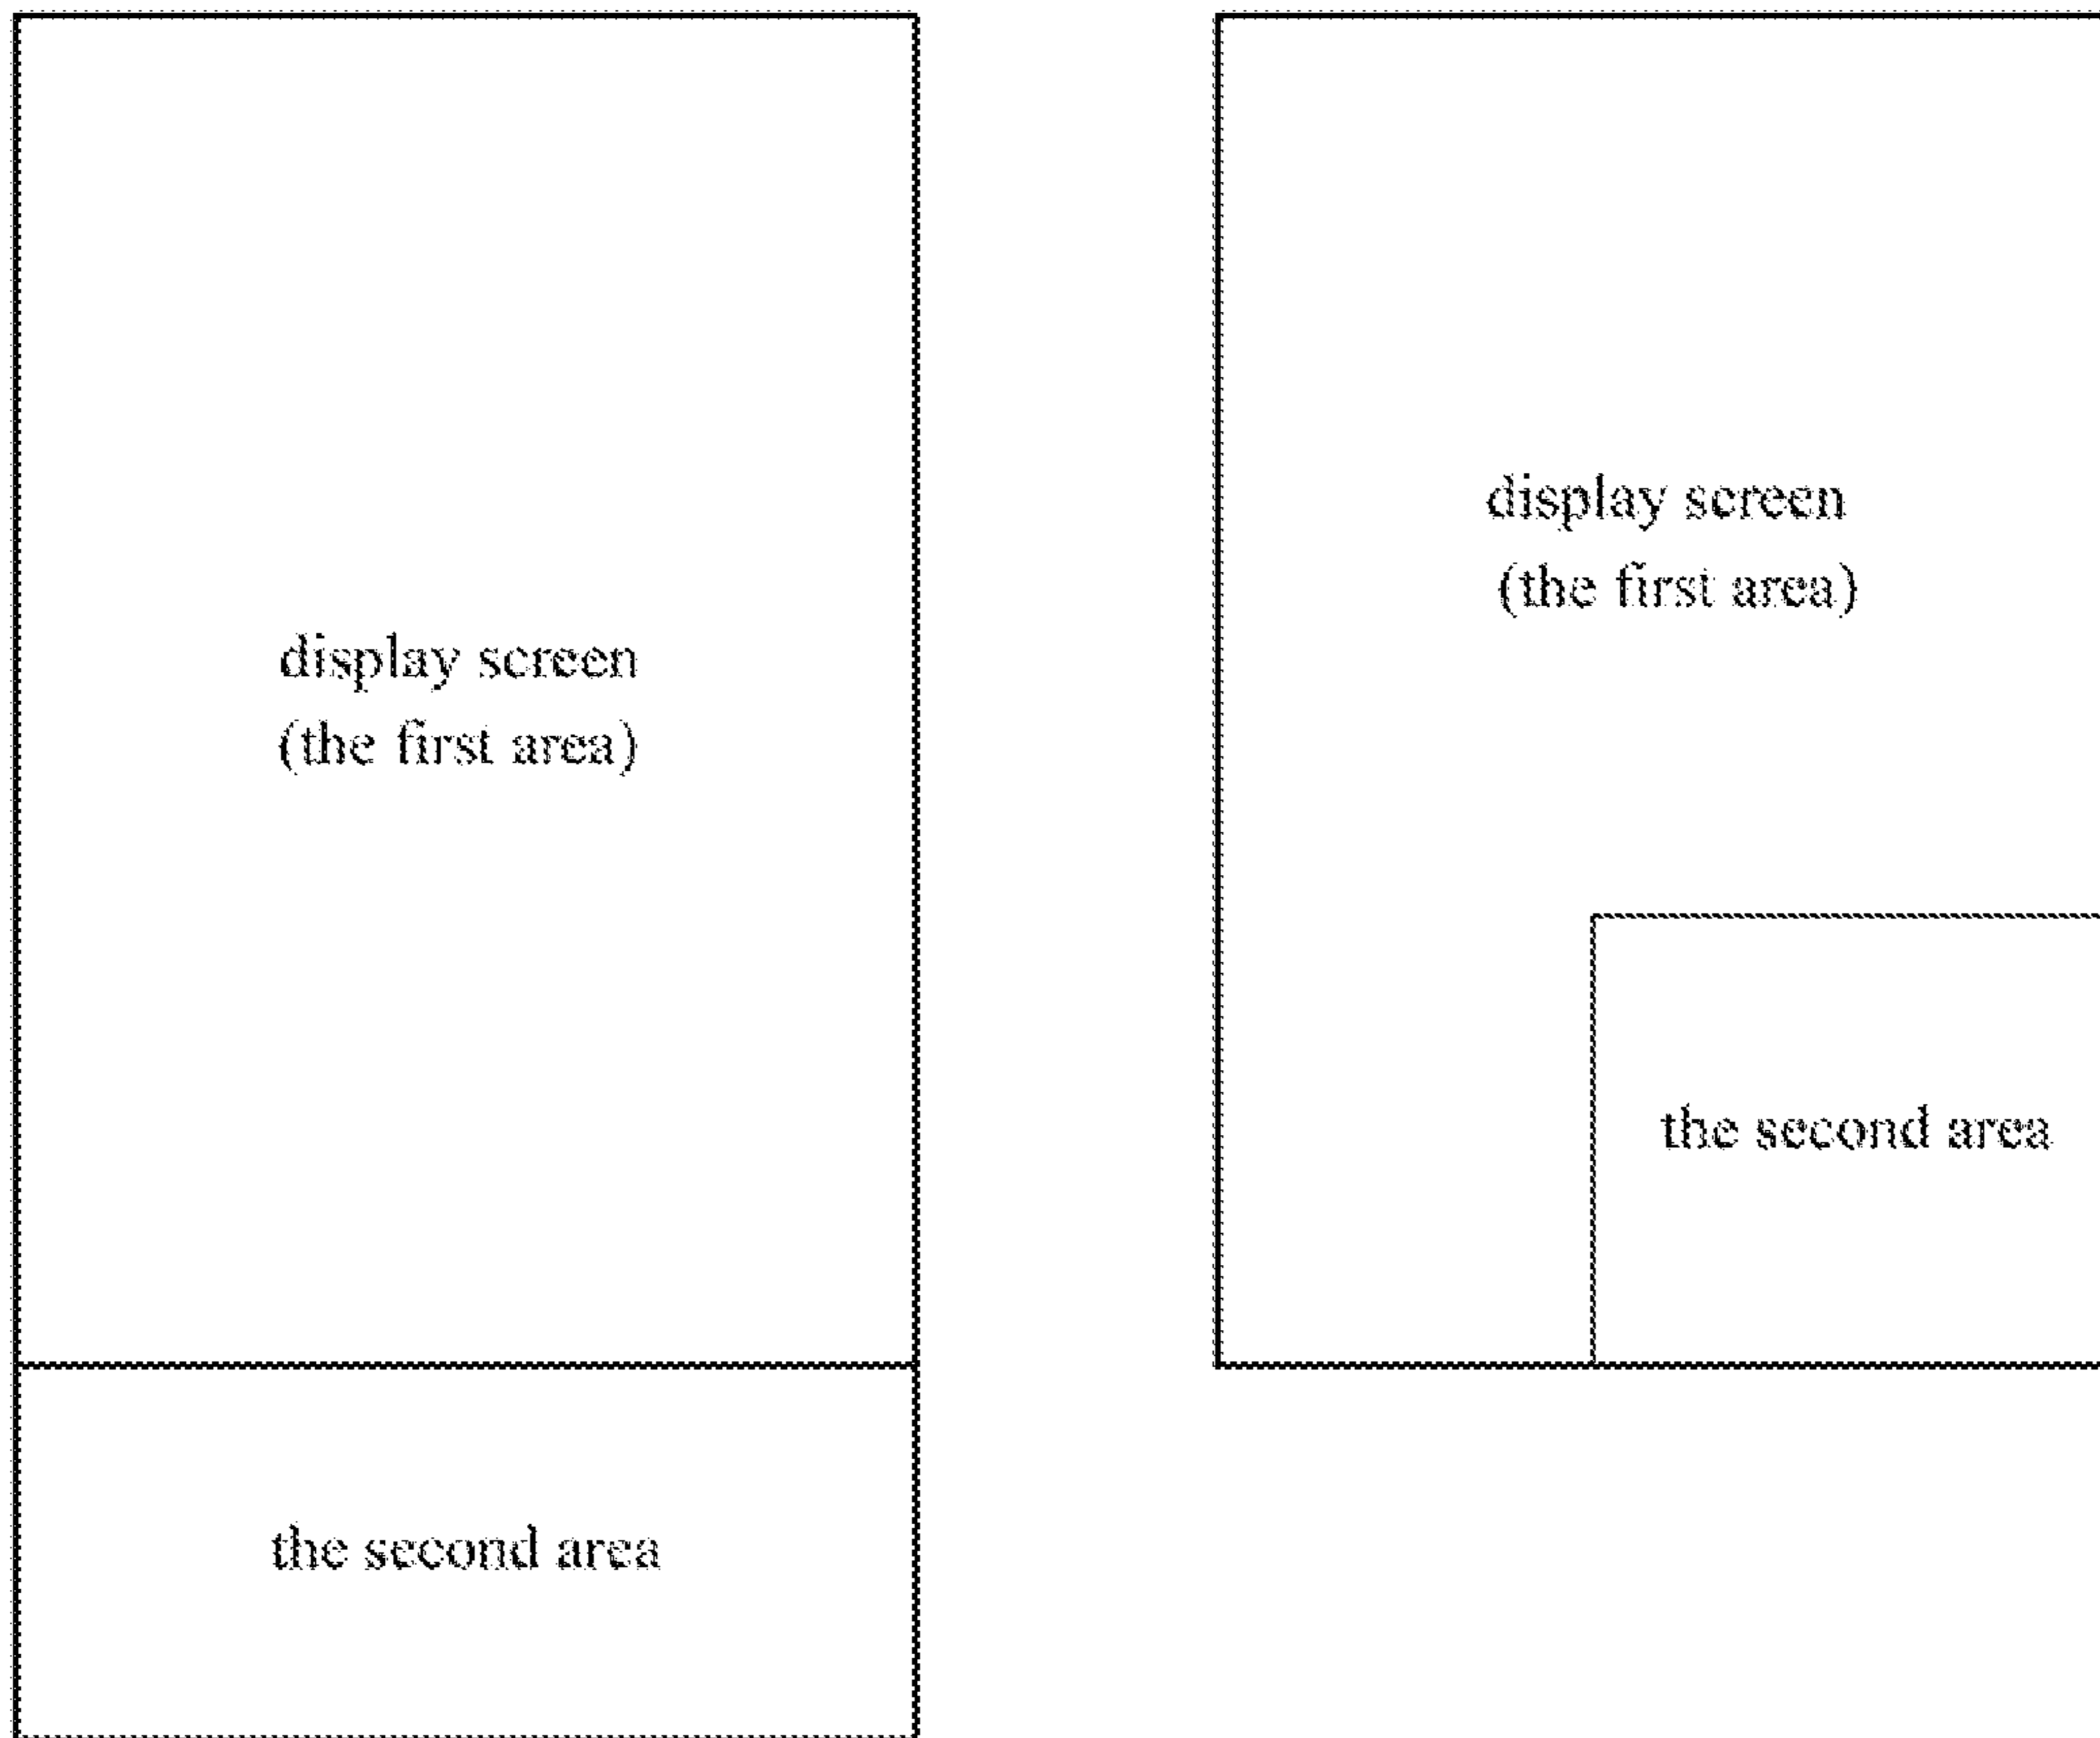 display screen
(the first area)
the second area
display screen
(the first area)
the second area